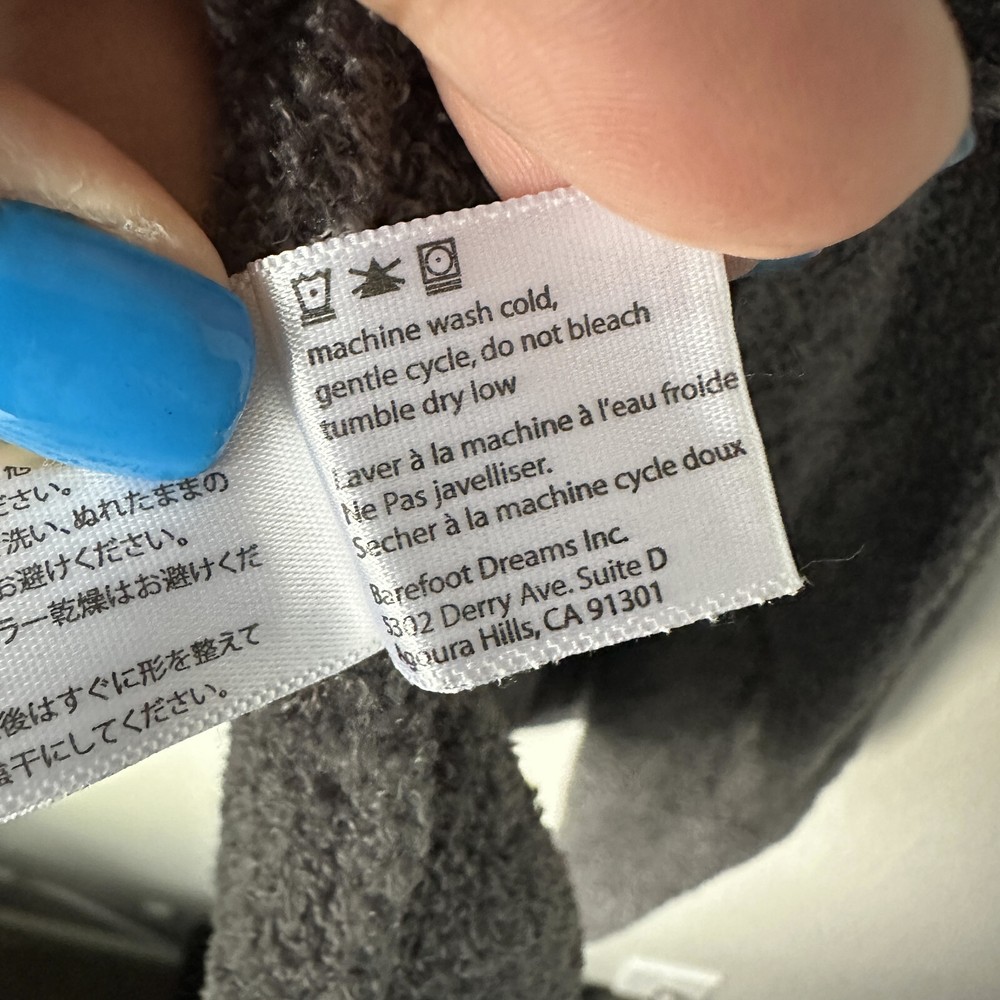 machine wash cold,
gentle cycle, do not bleach
tumble dry low
Laver à la machine à l'eau froide
Ne Pas javelliser.
Secher à la machine cycle doux
Barefoot Dreams Inc.
5302 Derry Ave. Suite D
Agoura Hills, CA 91301
ださい。
洗い、ぬれたままの
お避けください。
ラー乾燥はお避けくだ
後はすぐに形を整えて
陰干にしてください。